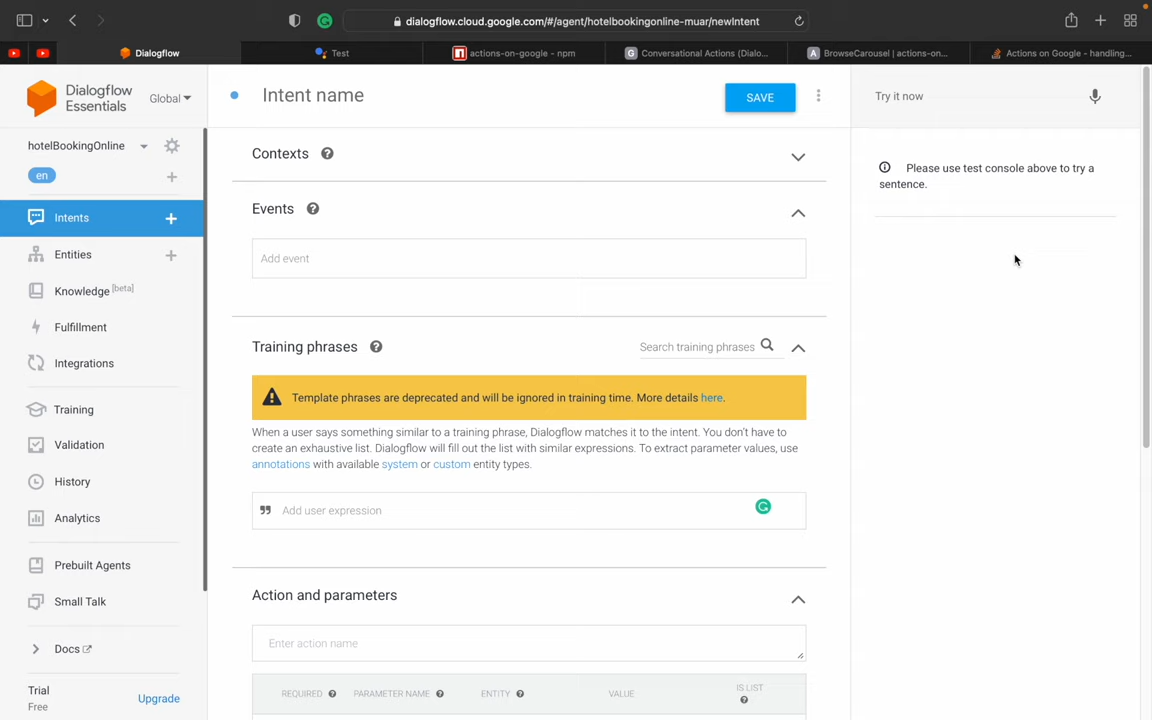 dialogflow.cloud.google.com/#/agent/hotelbookingonline-muar/newIntent
Dialogflow
Test
actions-on-google - npm
Conversational Actions (Dialo...
BrowseCarousel | actions-on...
Actions on Google - handling...
Dialogflow
Essentials
Global
Intent name
SAVE
Try it now
hotelBookingOnline
en
Intents
Entities
Knowledge [beta]
Fulfillment
Integrations
Training
Validation
History
Analytics
Prebuilt Agents
Small Talk
Docs
Trial
Free
Upgrade
Contexts
Events
Add event
Training phrases
Search training phrases
Template phrases are deprecated and will be ignored in training time. More details here.
When a user says something similar to a training phrase, Dialogflow matches it to the intent. You don't have to
create an exhaustive list. Dialogflow will fill out the list with similar expressions. To extract parameter values, use
annotations with available system or custom entity types.
Add user expression
Action and parameters
Enter action name
REQUIRED
PARAMETER NAME
ENTITY
VALUE
IS LIST
Please use test console above to try a
sentence.